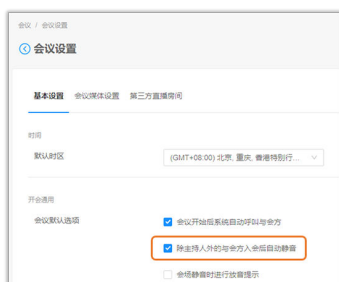 会议 / 会议设置
会议设置
基本设置 会议媒体设置 第三方直播房间
时间
默认时区 (GMT+08:00) 北京, 重庆, 香港特别行...
开会通用
会议默认选项 会议开始后系统自动呼叫与会方
除主持人外的与会方入会后自动静音
会场静音时进行放音提示